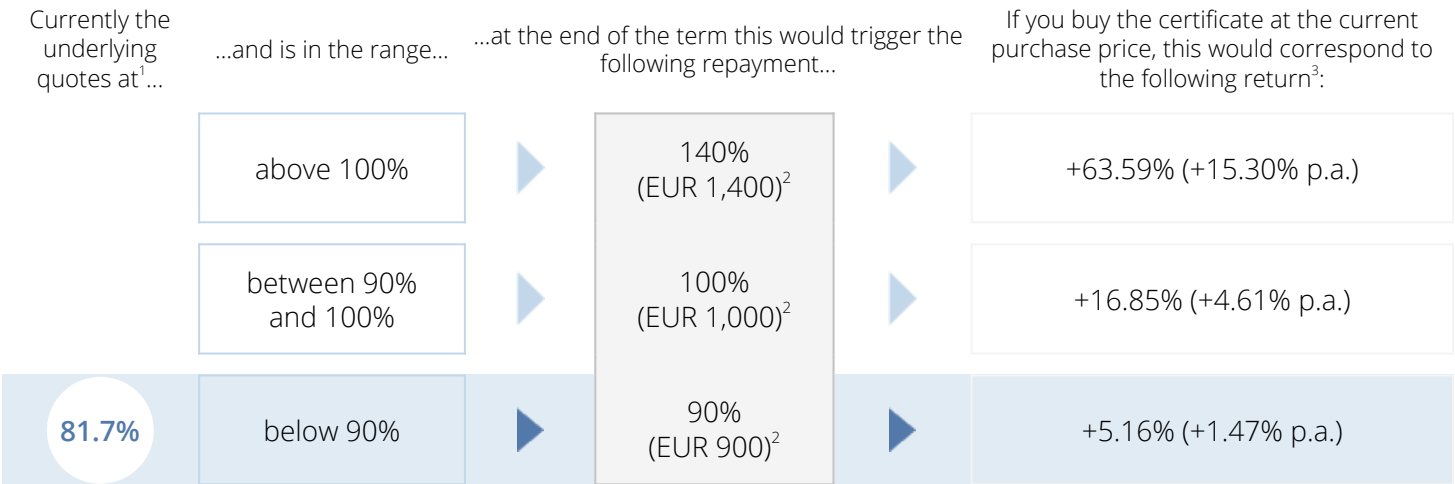 Currently the
underlying
quotes at¹...
...and is in the range...
...at the end of the term this would trigger the
following repayment...
If you buy the certificate at the current
purchase price, this would correspond to
the following return³:
above 100%
140%
(EUR 1,400)²
+63.59% (+15.30% p.a.)
between 90%
and 100%
100%
(EUR 1,000)²
+16.85% (+4.61% p.a.)
81.7%
below 90%
90%
(EUR 900)²
+5.16% (+1.47% p.a.)